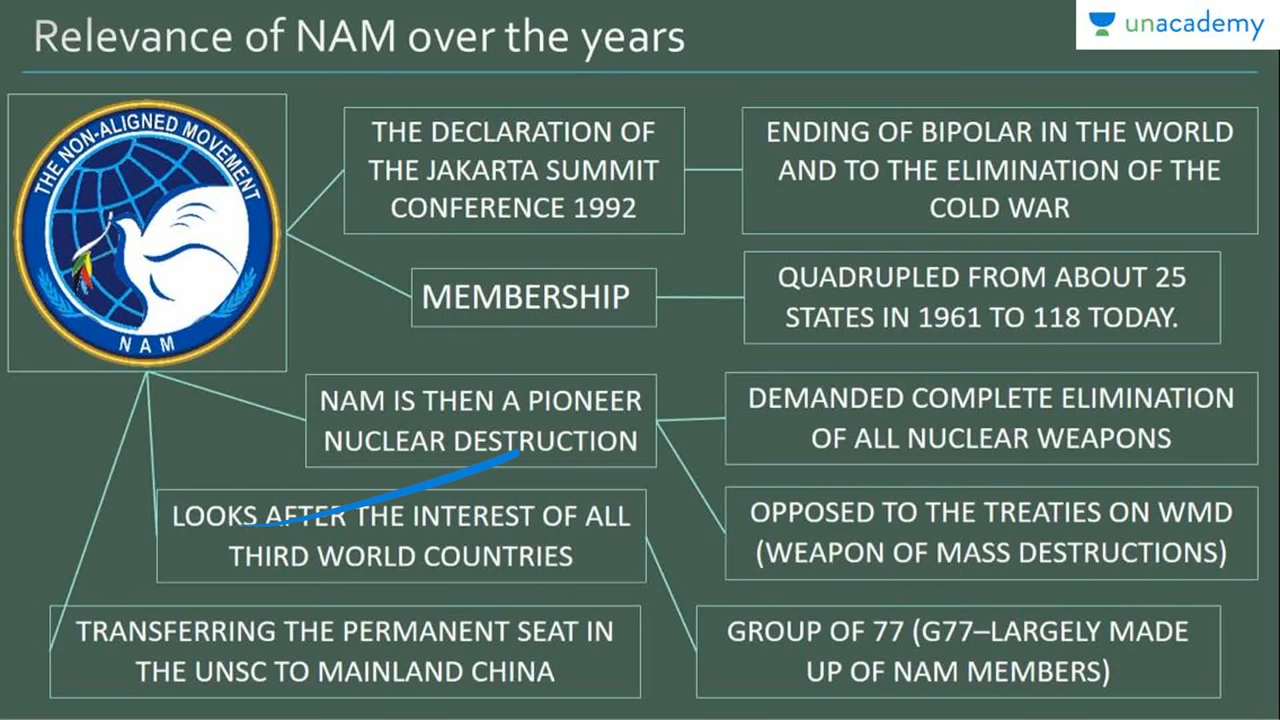 Relevance of NAM over the years
unacademy
THE NON-ALIGNED MOVEMENT
NAM
THE DECLARATION OF
THE JAKARTA SUMMIT
CONFERENCE 1992
ENDING OF BIPOLAR IN THE WORLD
AND TO THE ELIMINATION OF THE
COLD WAR
MEMBERSHIP
QUADRUPLED FROM ABOUT 25
STATES IN 1961 TO 118 TODAY.
NAM IS THEN A PIONEER
NUCLEAR DESTRUCTION
DEMANDED COMPLETE ELIMINATION
OF ALL NUCLEAR WEAPONS
OPPOSED TO THE TREATIES ON WMD
(WEAPON OF MASS DESTRUCTIONS)
LOOKS AFTER THE INTEREST OF ALL
THIRD WORLD COUNTRIES
GROUP OF 77 (G77–LARGELY MADE
UP OF NAM MEMBERS)
TRANSFERRING THE PERMANENT SEAT IN
THE UNSC TO MAINLAND CHINA